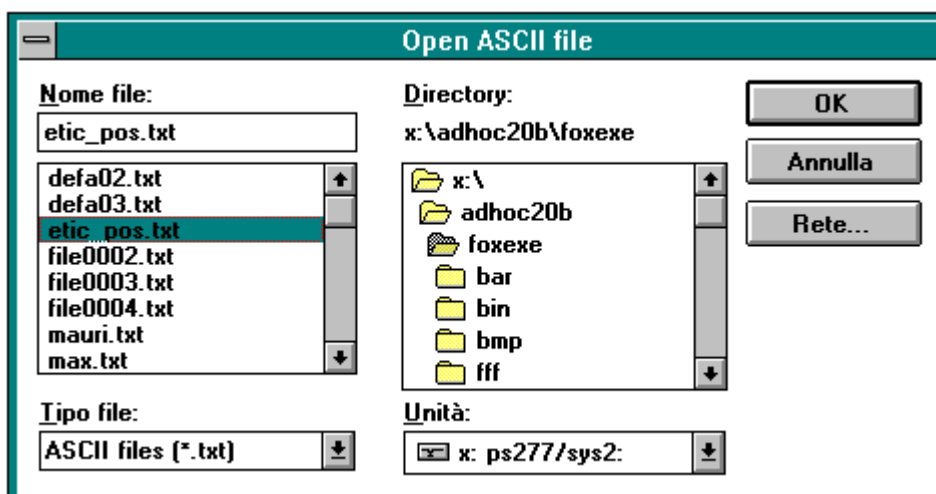 Open ASCII file
Nome file:
etic_pos.txt
defa02.txt
defa03.txt
etic_pos.txt
file0002.txt
file0003.txt
file0004.txt
mauri.txt
max.txt
Tipo file:
ASCII files (*.txt)
Directory:
x:\adhoc20b\foxexe
x:\
adhoc20b
foxexe
bar
bin
bmp
fff
Unità:
x: ps277/sys2:
OK
Annulla
Rete...